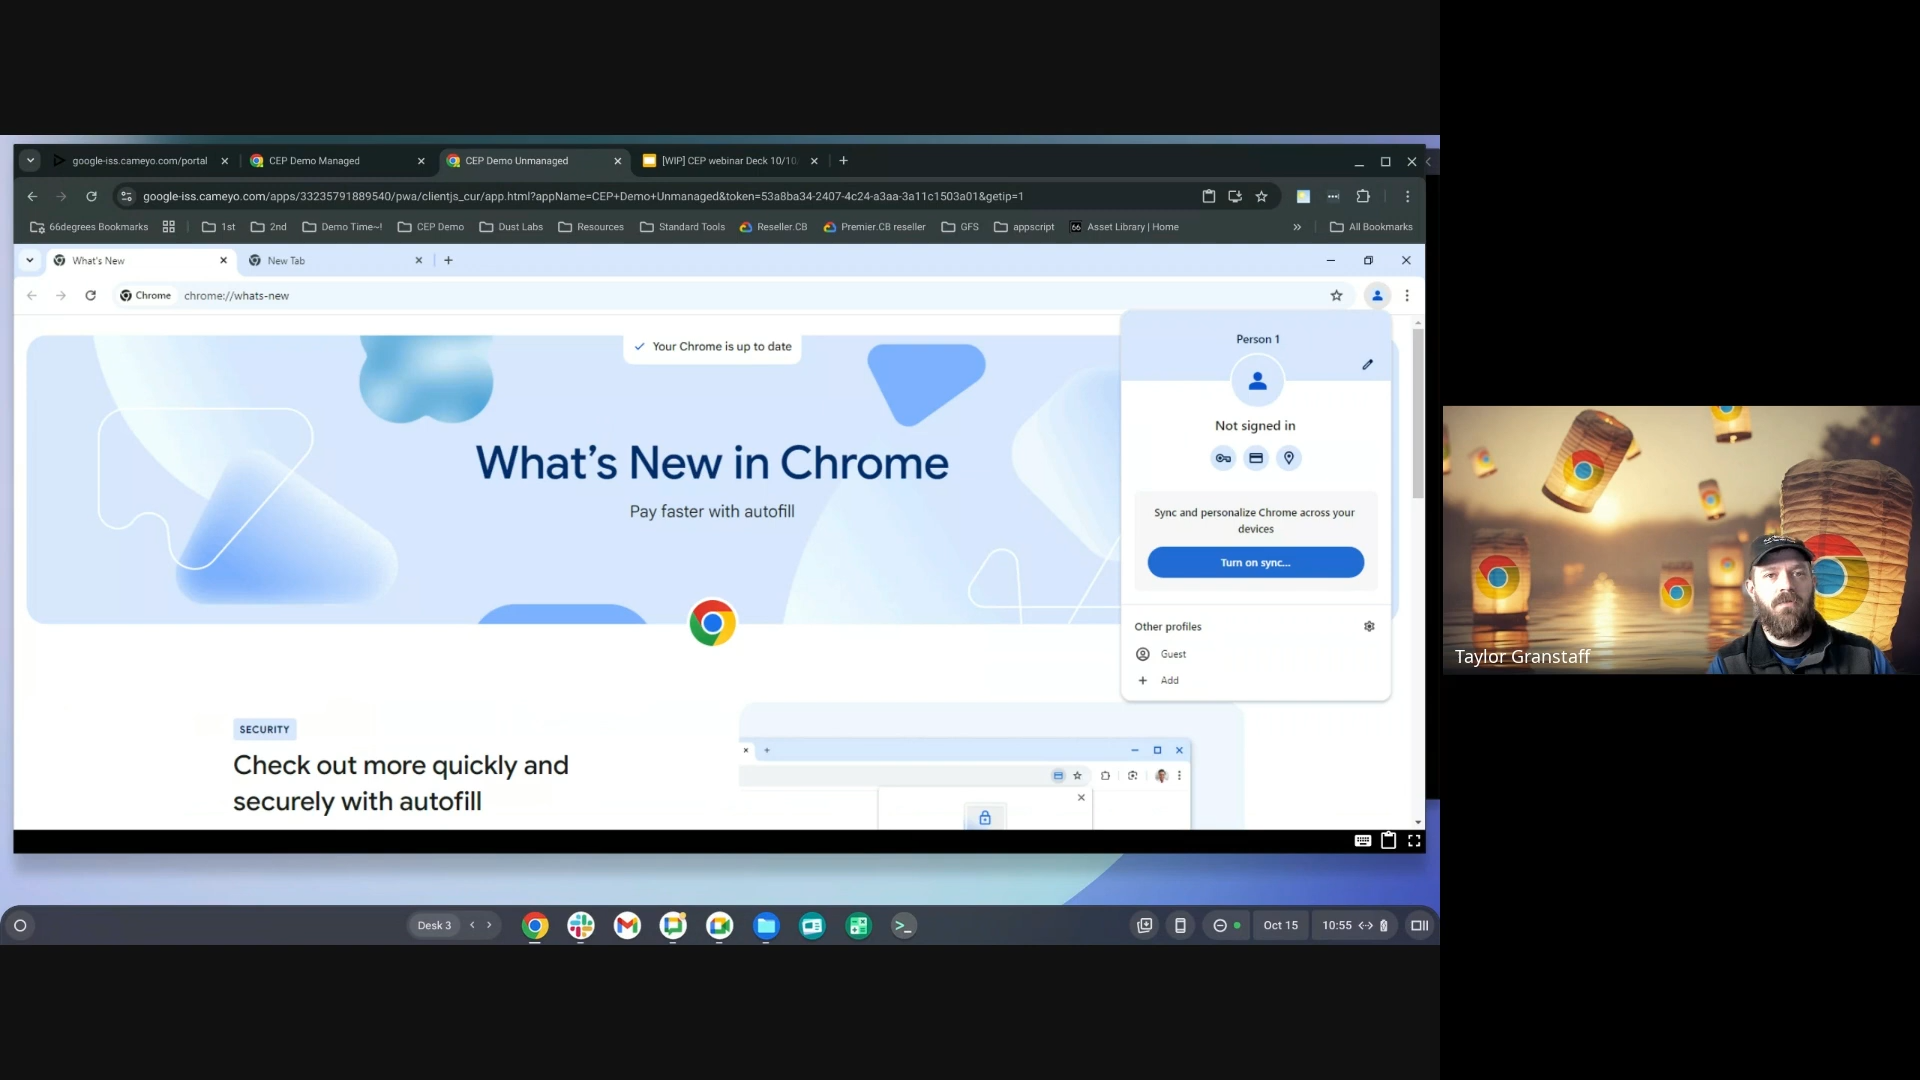 google-iss.cameyo.com/portal
CEP Demo Managed
CEP Demo Unmanaged
[WIP] CEP webinar Deck 10/10
google-iss.cameyo.com/apps/33235791889540/pwa/clientjs_cur/app.html?appName=CEP+Demo+Unmanaged&token=53a8ba34-2407-4c24-a3aa-3a11c1503a01&getip=1
66degrees Bookmarks
1st
2nd
Demo Time~!
CEP Demo
Dust Labs
Resources
Standard Tools
Reseller.CB
Premier.CB reseller
GFS
appscript
66 Asset Library | Home
All Bookmarks
What's New
New Tab
Chrome
chrome://whats-new
Your Chrome is up to date
What's New in Chrome
Pay faster with autofill
Person 1
Not signed in
Sync and personalize Chrome across your
devices
Turn on sync...
Other profiles
Guest
Add
SECURITY
Check out more quickly and
securely with autofill
Taylor Granstaff
Desk 3
Oct 15
10:55